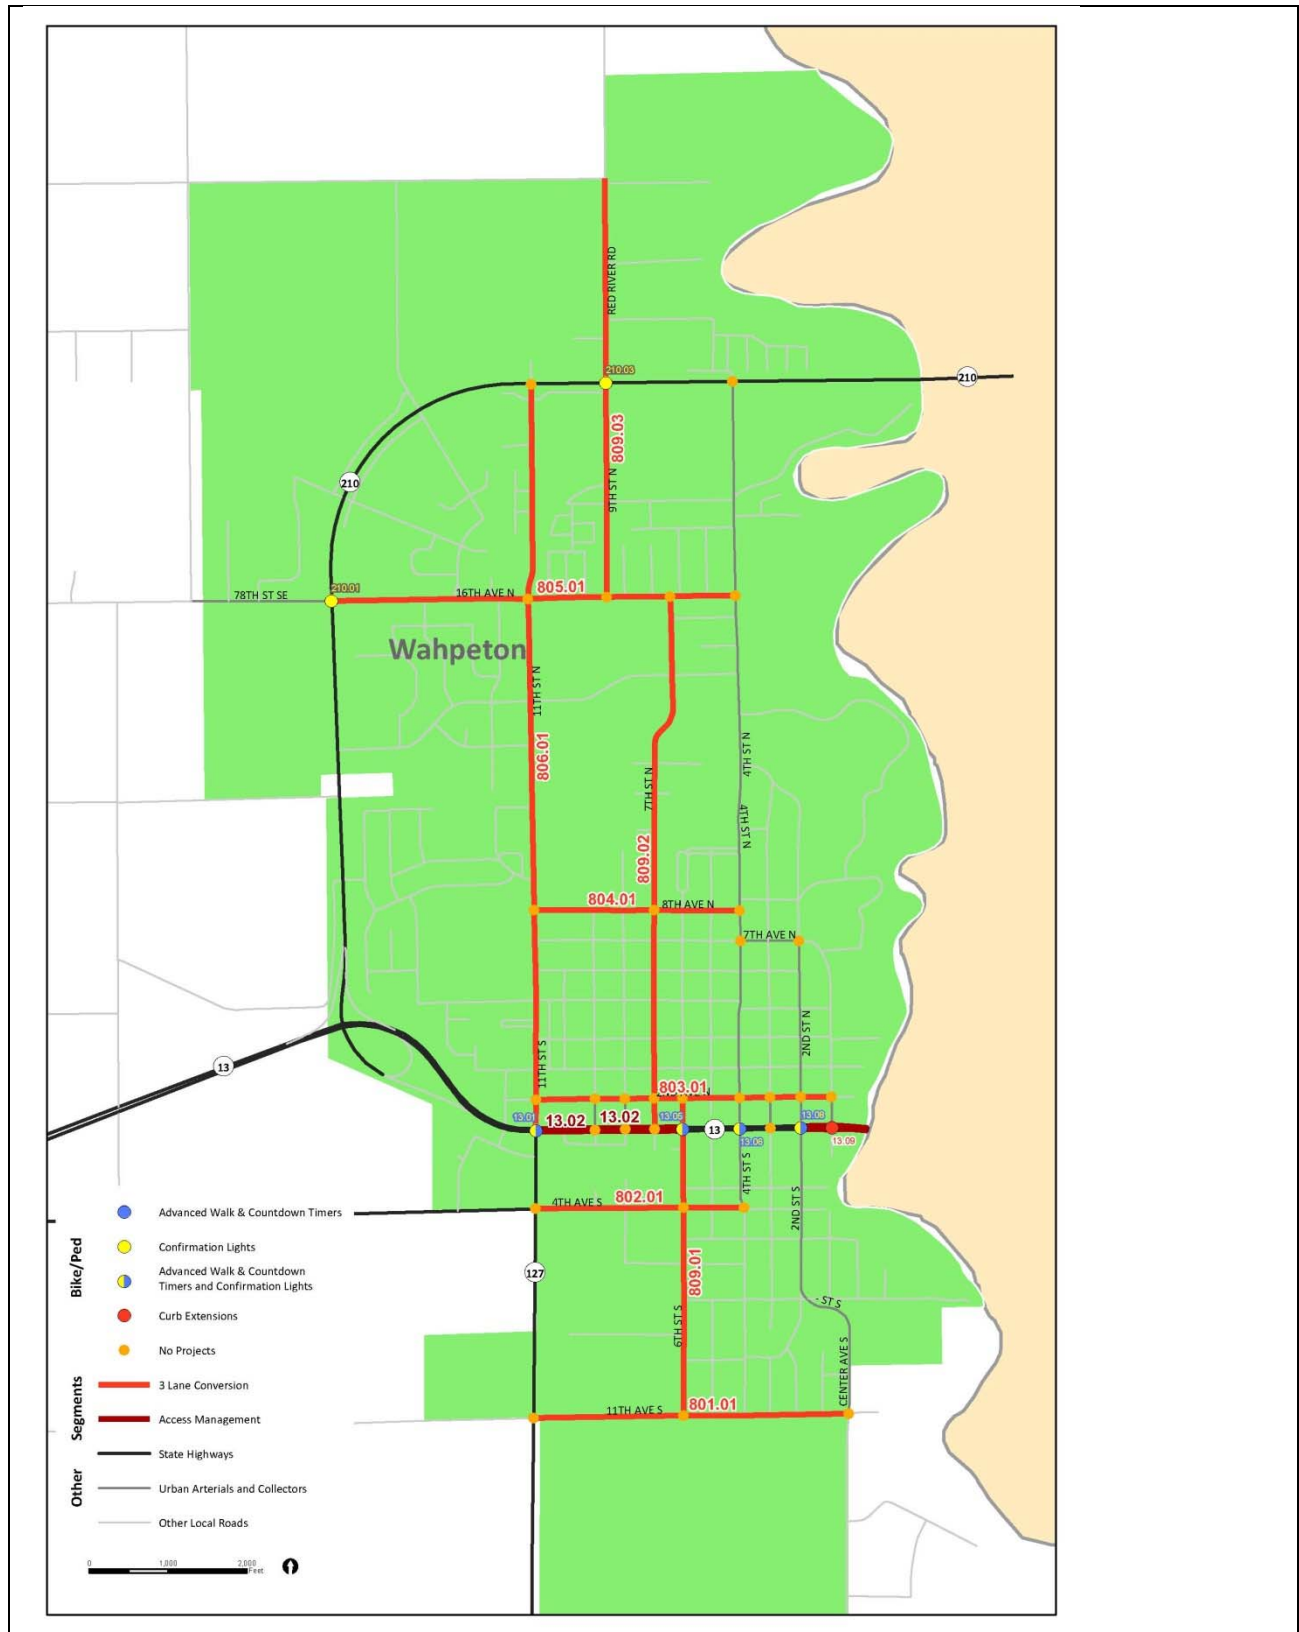 RED RIVER RD
210.03
210
809.03
210
9TH ST N
210.01
78TH ST SE
16TH AVE N
805.01
Wahpeton
11TH ST N
806.01
4TH ST N
7TH ST N
4TH ST N
809.02
804.01
8TH AVE N
7TH AVE N
2ND ST N
11TH ST S
13
803.01
13.01
13.02
13.02
13.05
13
13.06
13.08
13.09
4TH ST S
4TH AVE S
802.01
2ND ST S
127
809.01
- ST S
6TH ST S
CENTER AVE S
11TH AVE S
801.01
Bike/Ped
Advanced Walk & Countdown Timers
Confirmation Lights
Advanced Walk & Countdown
Timers and Confirmation Lights
Curb Extensions
No Projects
Segments
3 Lane Conversion
Access Management
Other
State Highways
Urban Arterials and Collectors
Other Local Roads
0 1,000 2,000
Feet